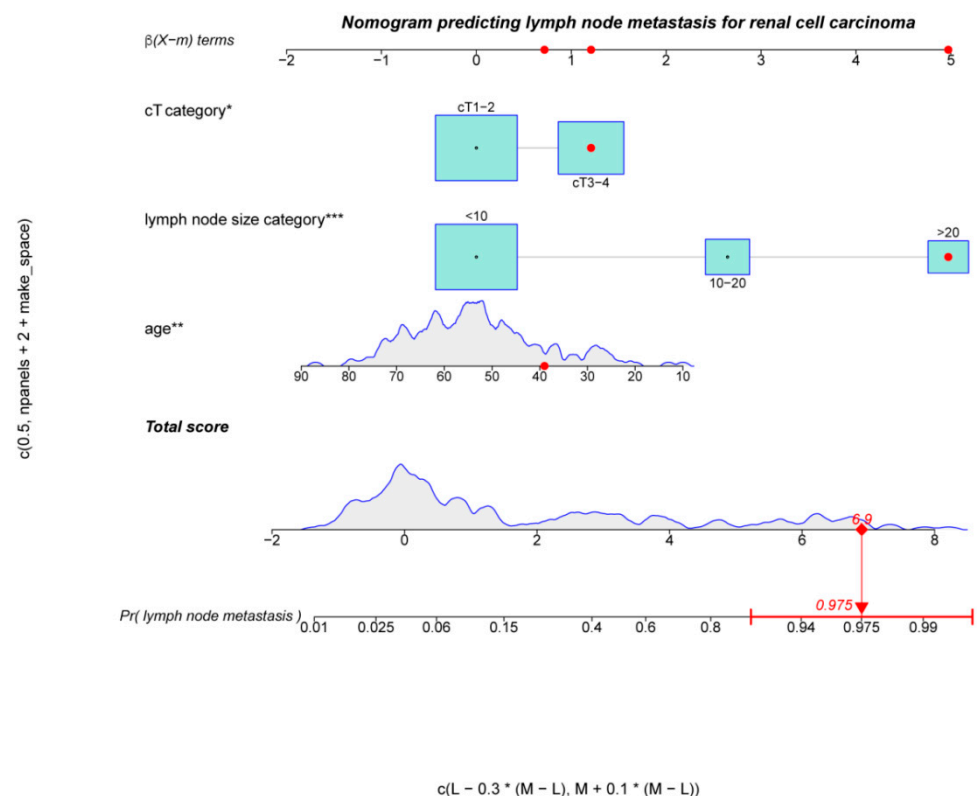 Nomogram predicting lymph node metastasis for renal cell carcinoma
β(X−m) terms
−2 −1 0 1 2 3 4 5
cT category*
cT1−2
cT3−4
lymph node size category***
<10
10−20
>20
age**
90 80 70 60 50 40 30 20 10
Total score
6.9
−2 0 2 4 6 8
Pr( lymph node metastasis )
0.975
0.01 0.025 0.06 0.15 0.4 0.6 0.8 0.94 0.975 0.99
c(0.5, npanels + 2 + make_space)
c(L − 0.3 * (M − L), M + 0.1 * (M − L))